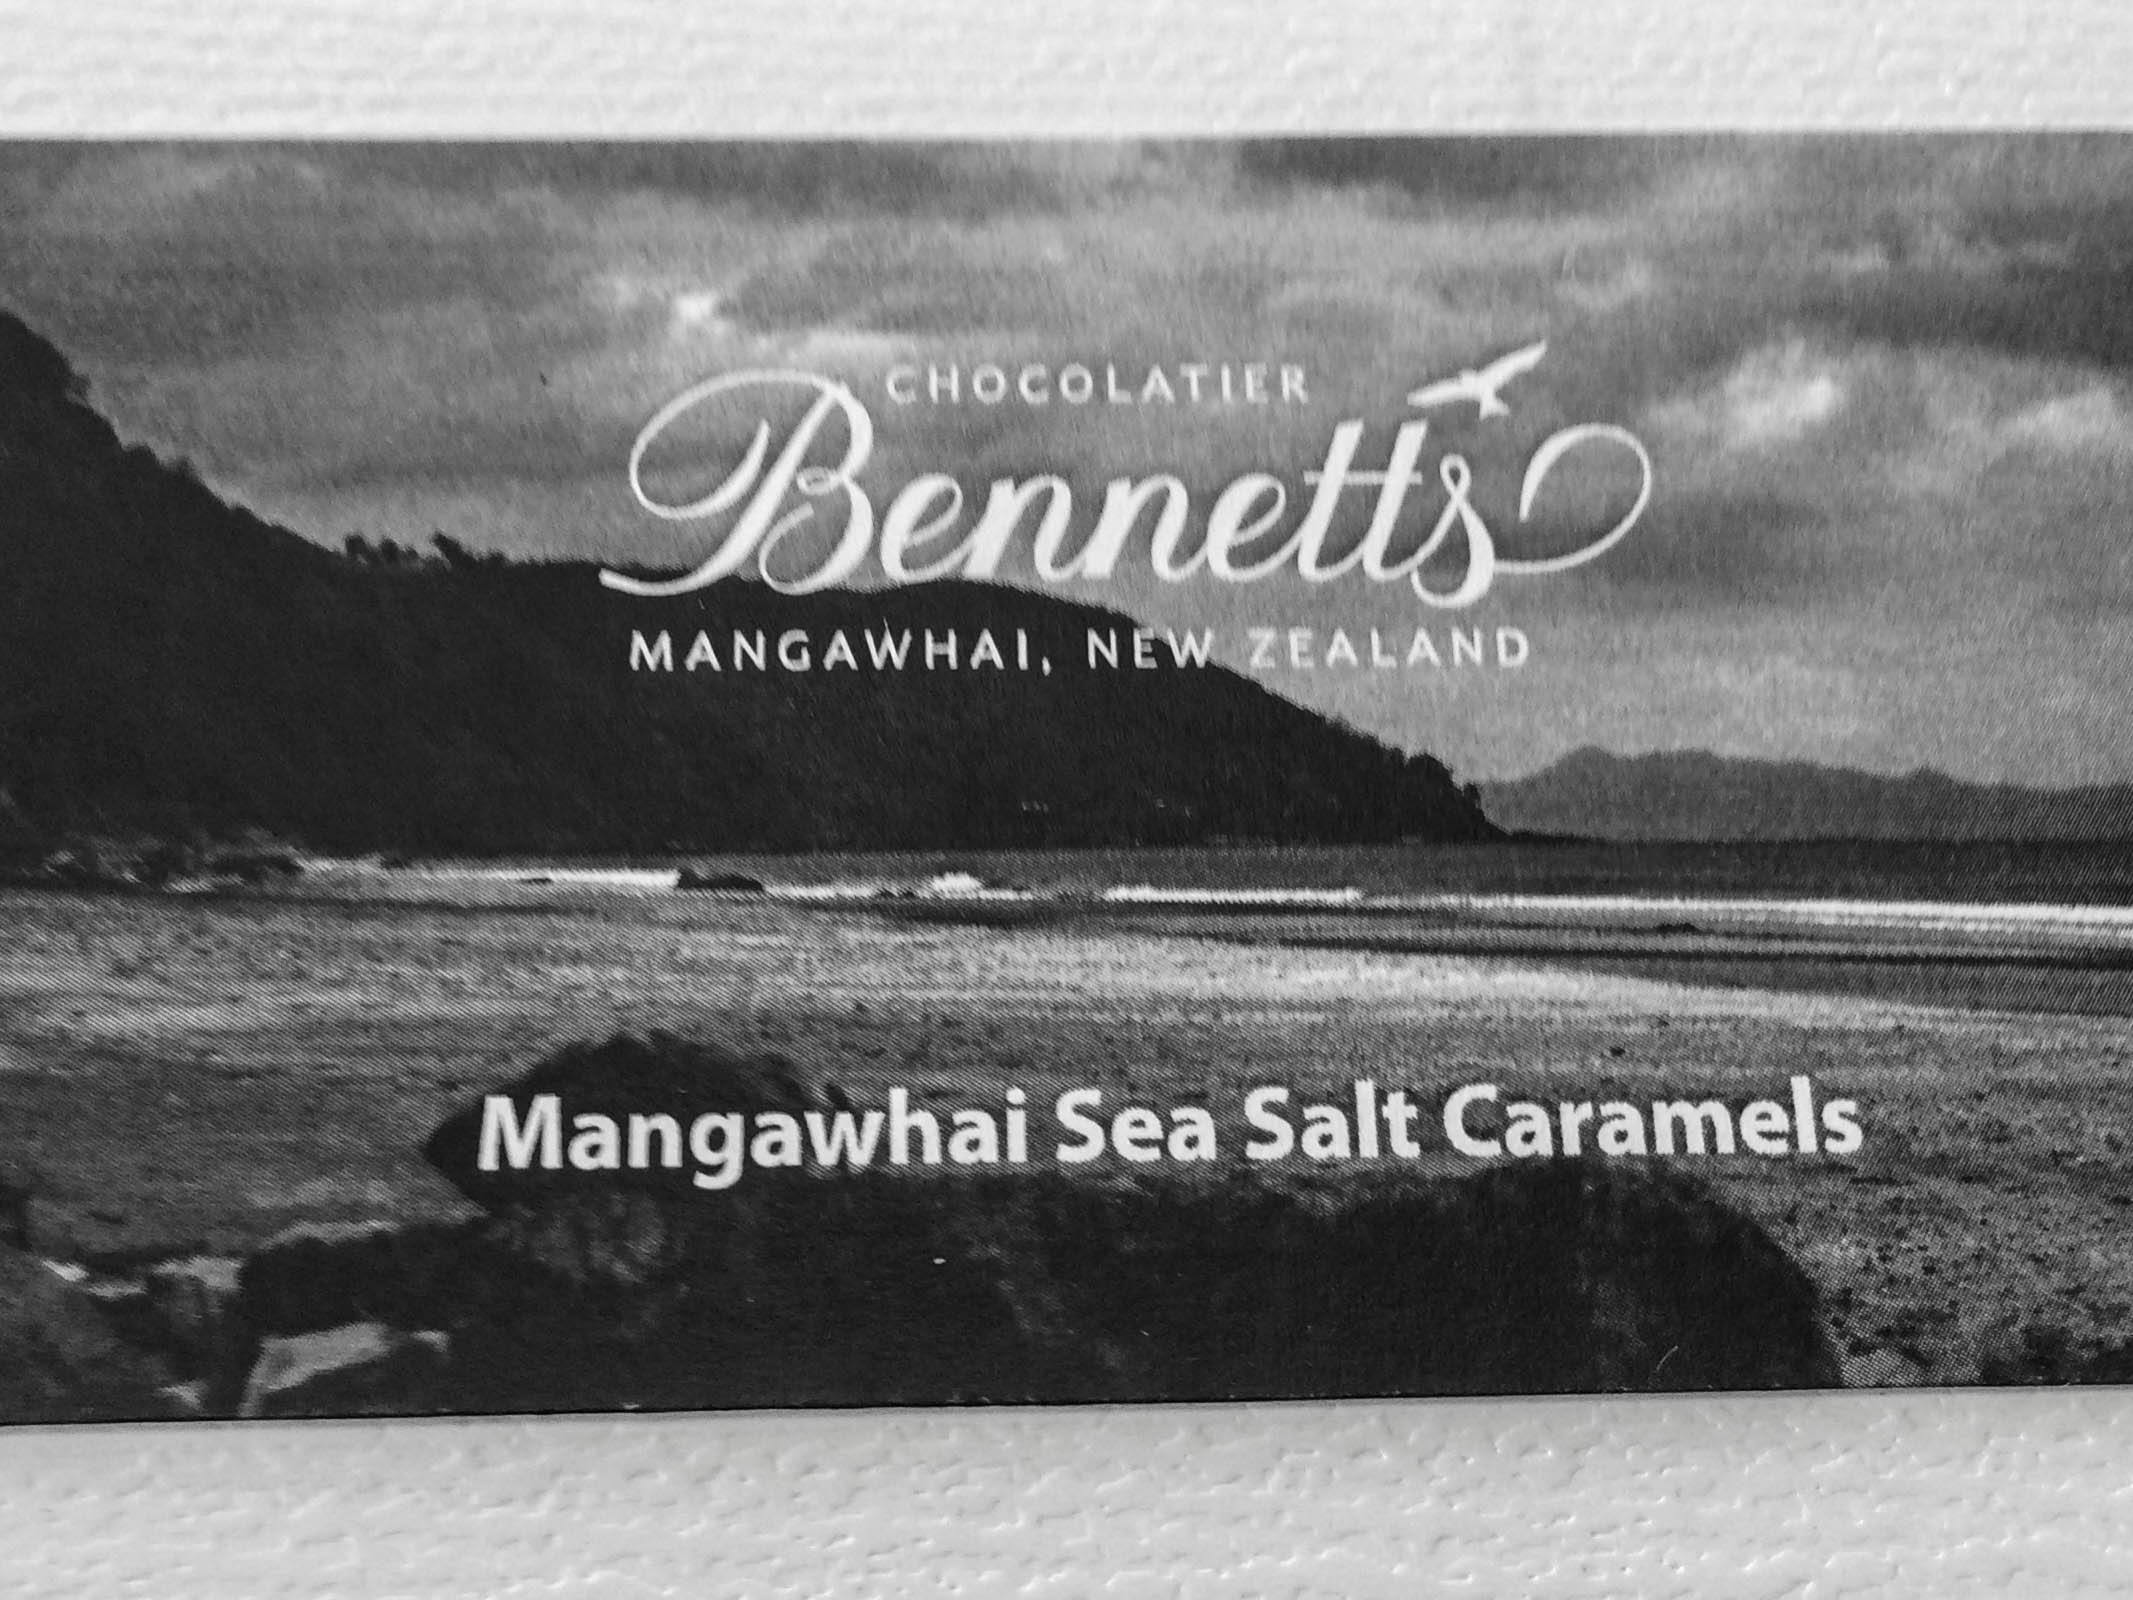 CHOCOLATIER
Bennetts
MANGAWHAI, NEW ZEALAND
Mangawhai Sea Salt Caramels